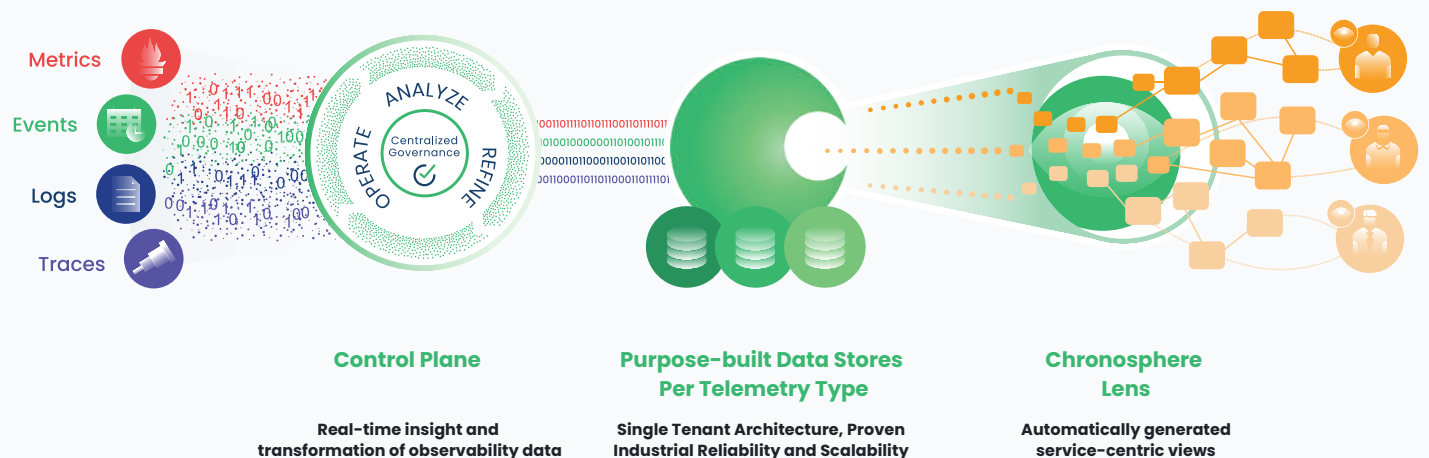 Metrics
Events
Logs
Traces
ANALYZE
REFINE
OPERATE
Centralized
Governance
Control Plane
Real-time insight and
transformation of observability data
Purpose-built Data Stores
Per Telemetry Type
Single Tenant Architecture, Proven
Industrial Reliability and Scalability
Chronosphere
Lens
Automatically generated
service-centric views